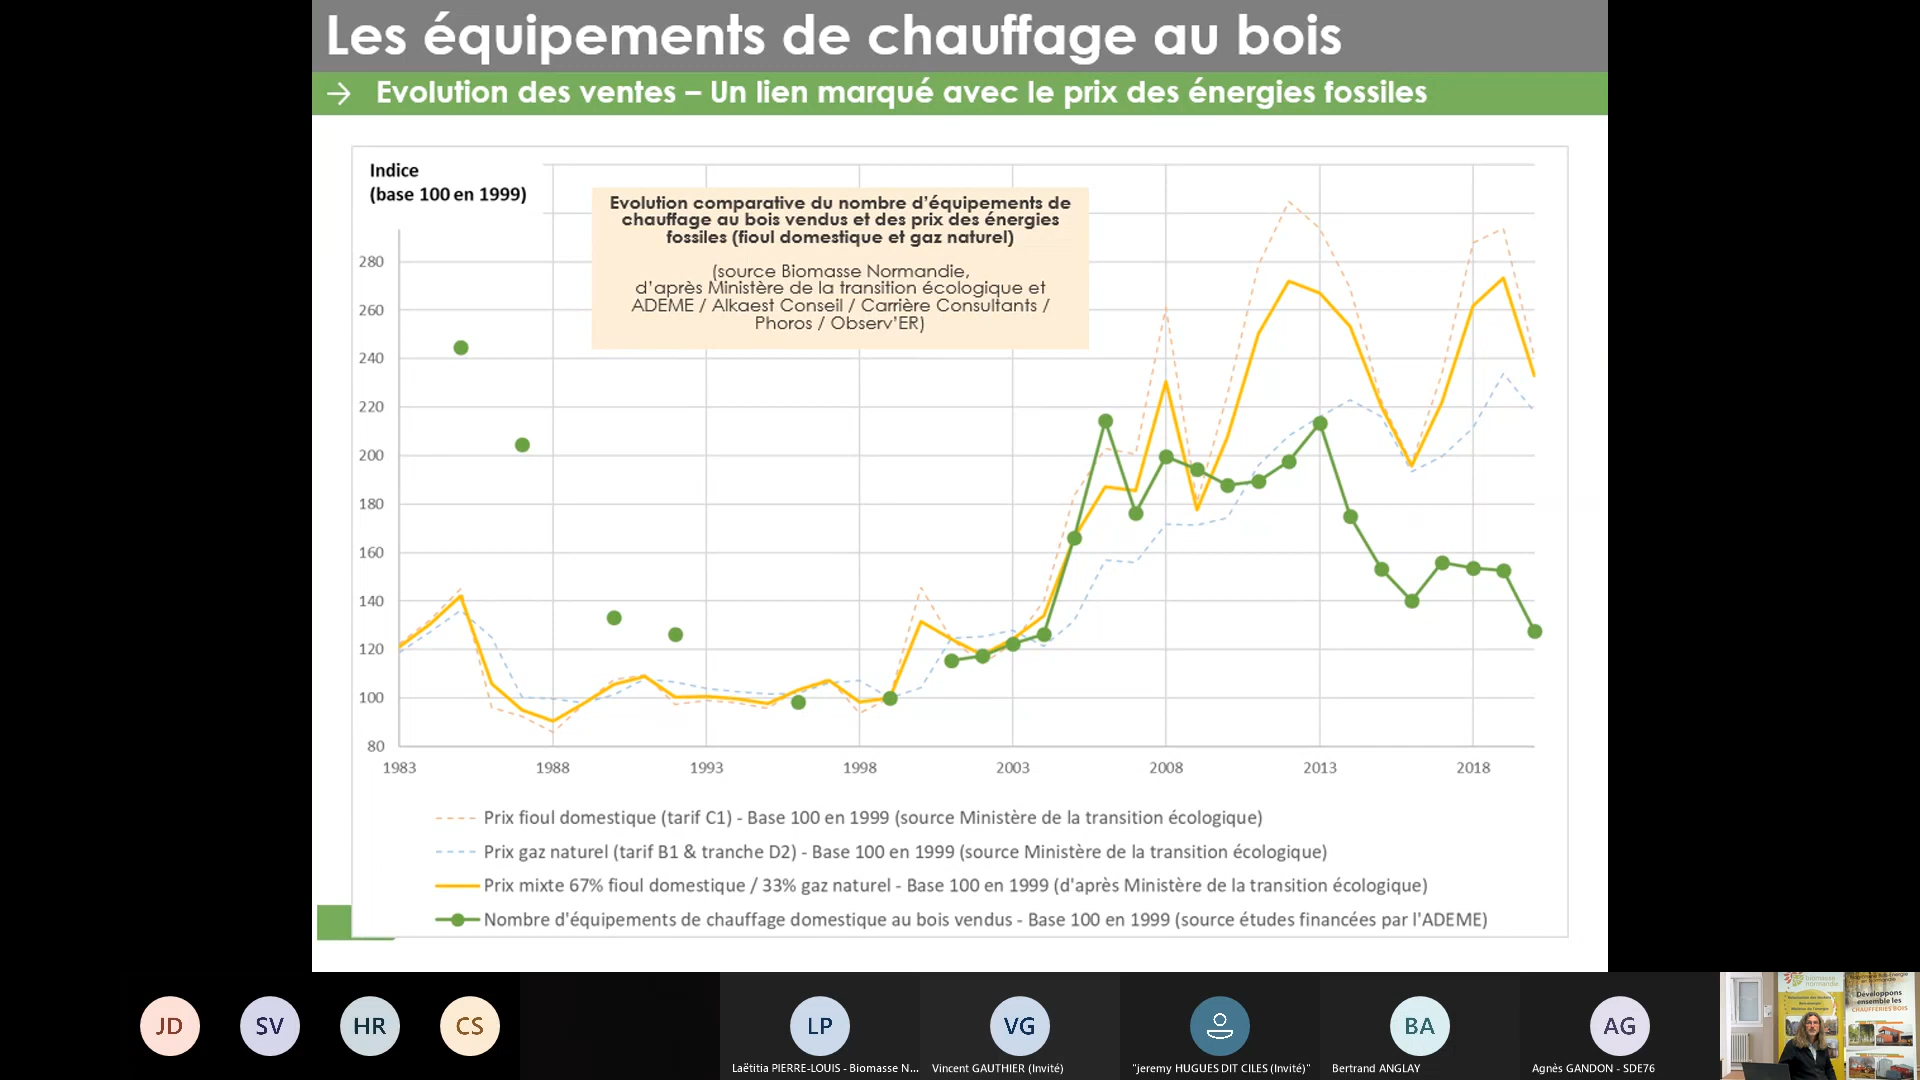 Les équipements de chauffage au bois
→ Evolution des ventes – Un lien marqué avec le prix des énergies fossiles
Indice
(base 100 en 1999)
Evolution comparative du nombre d'équipements de
chauffage au bois vendus et des prix des énergies
fossiles (fioul domestique et gaz naturel)
(source Biomasse Normandie,
d'après Ministère de la transition écologique et
ADEME / Alkaest Conseil / Carrière Consultants /
Phoros / Observ'ER)
280
260
240
220
200
180
160
140
120
100
80
1983 1988 1993 1998 2003 2008 2013 2018
Prix fioul domestique (tarif C1) - Base 100 en 1999 (source Ministère de la transition écologique)
Prix gaz naturel (tarif B1 & tranche D2) - Base 100 en 1999 (source Ministère de la transition écologique)
Prix mixte 67% fioul domestique / 33% gaz naturel - Base 100 en 1999 (d'après Ministère de la transition écologique)
Nombre d'équipements de chauffage domestique au bois vendus - Base 100 en 1999 (source études financées par l'ADEME)
JD SV HR CS LP VG BA AG
Laëtitia PIERRE-LOUIS - Biomasse N... Vincent GAUTHIER (Invité) "jeremy HUGUES DIT CILES (Invité)" Bertrand ANGLAY Agnès GANDON - SDE76
biomasse
normandie
Développons
ensemble les
CHAUFFERIES BOIS